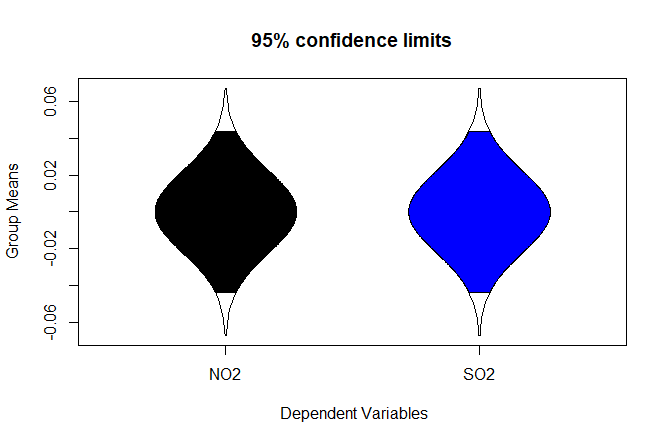 95% confidence limits
Group Means
0.06
0.02
-0.02
-0.06
NO2
SO2
Dependent Variables